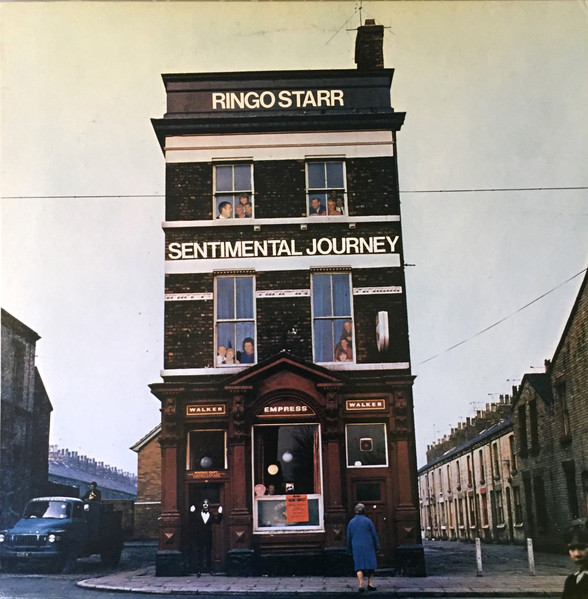 RINGO STARR
SENTIMENTAL JOURNEY
WALKER
EMPRESS
WALKER